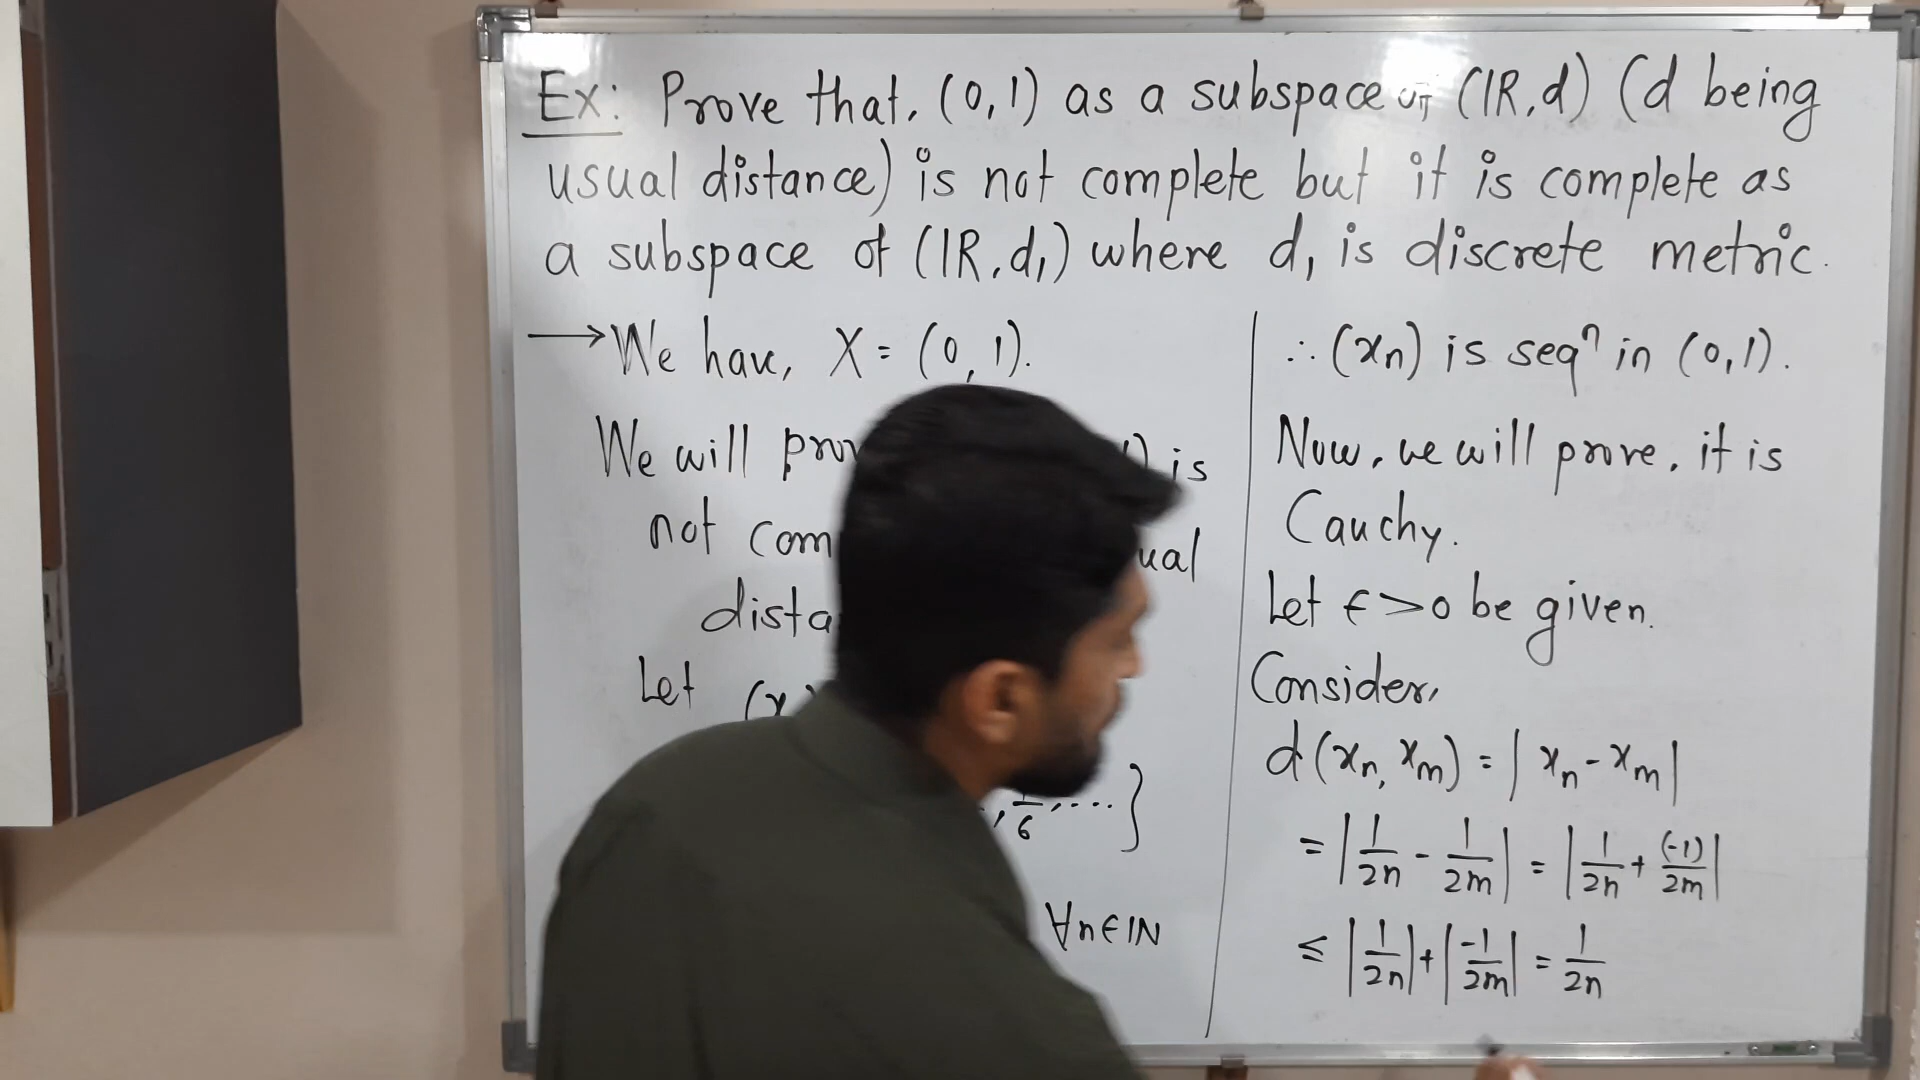 Ex: Prove that, (0,1) as a subspace of (IR,d) (d being
usual distance) is not complete but it is complete as
a subspace of (IR,d₁) where d₁ is discrete metric.
→ We have, X = (0,1).
We will is
not ual
Let
, 1/6, .... }
∀n∈IN
∴ (xn) is seqⁿ in (0,1).
Now, we will prove, it is
Cauchy.
Let ϵ>0 be given.
Consider,
d(xn, xm) = |xn - xm|
= |1/2n - 1/2m| = |1/2n + (-1)/2m|
≤ |1/2n| + |-1/2m| = 1/2n